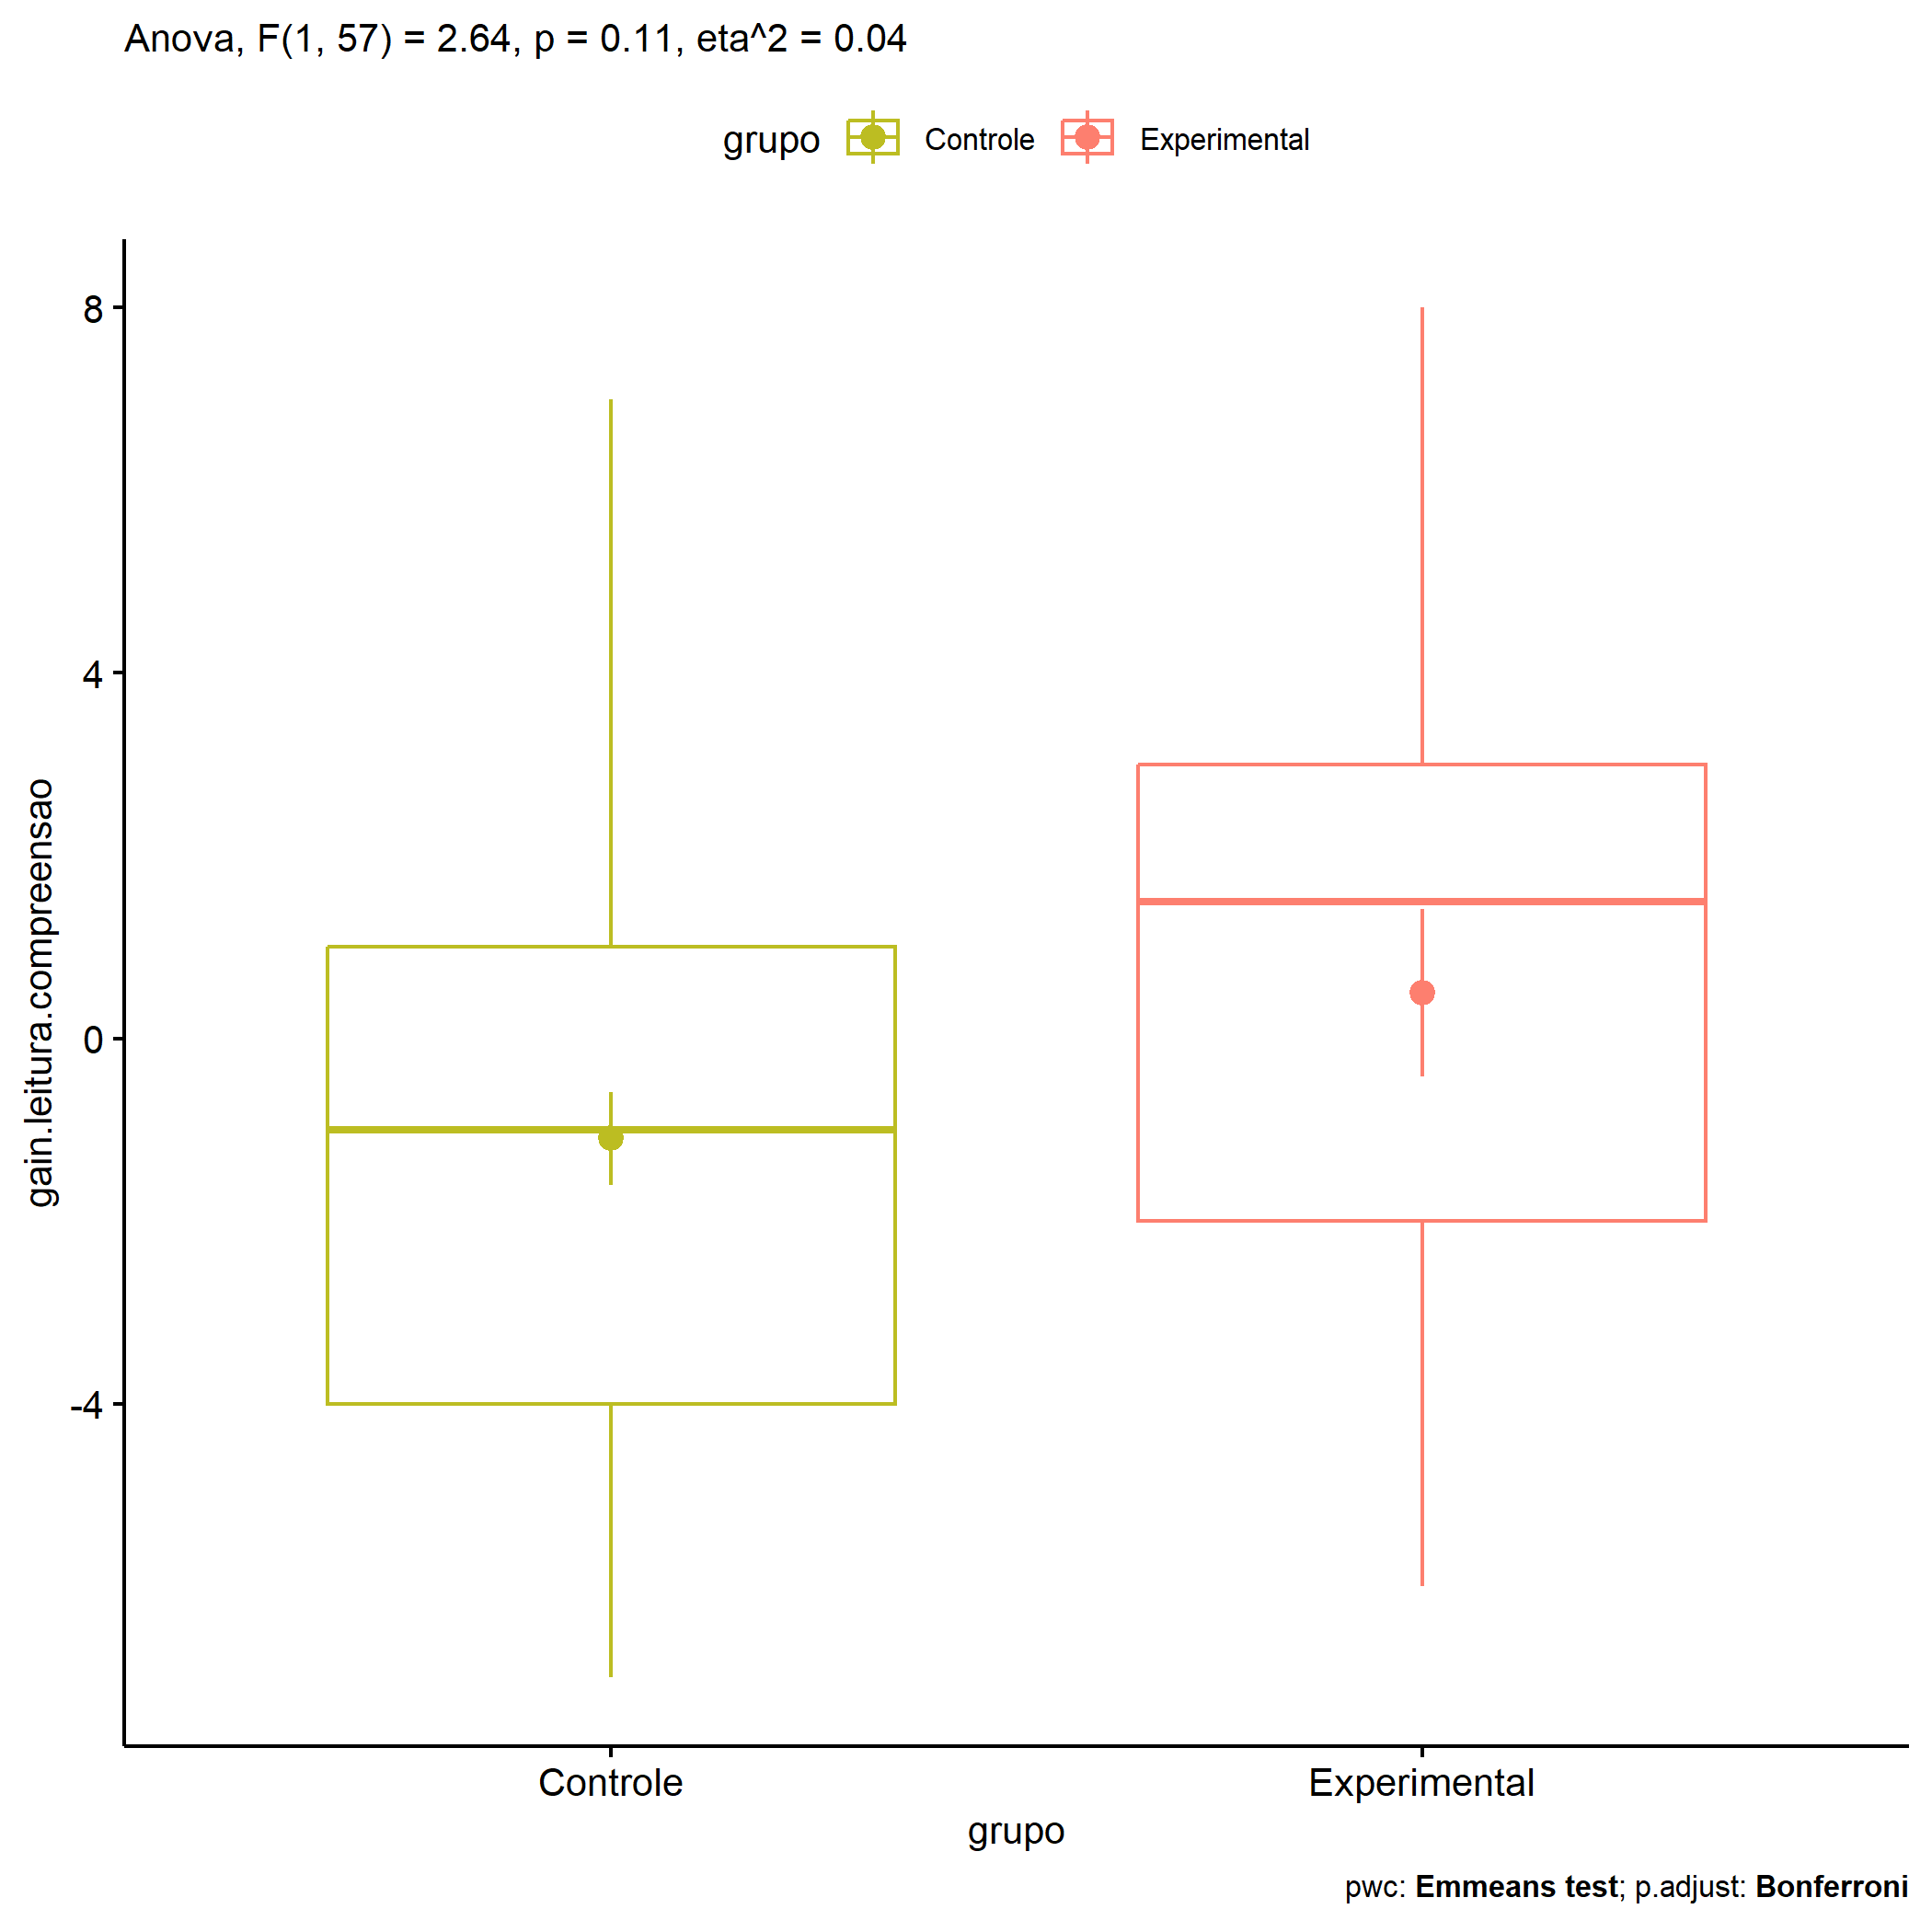 Anova, F(1, 57) = 2.64, p = 0.11, eta^2 = 0.04
grupo Controle Experimental
gain.leitura.compreensao
8
4
0
-4
Controle Experimental
grupo
pwc: Emmeans test; p.adjust: Bonferroni